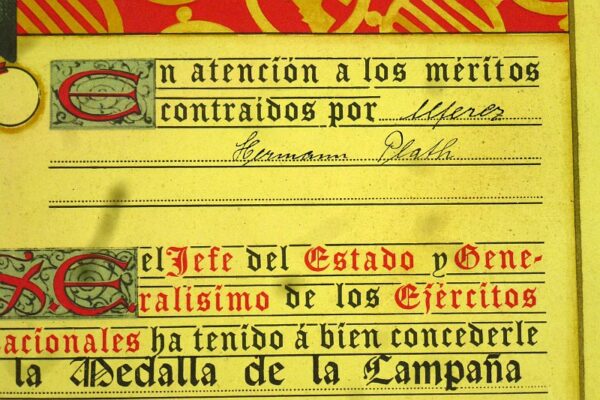 En atención a los méritos
contraidos por Alferez
Hermann Plath
S.E. el Jefe del Estado y Gene-
ralisimo de los Ejércitos
Nacionales ha tenido á bien concederle
la Medalla de la Campaña